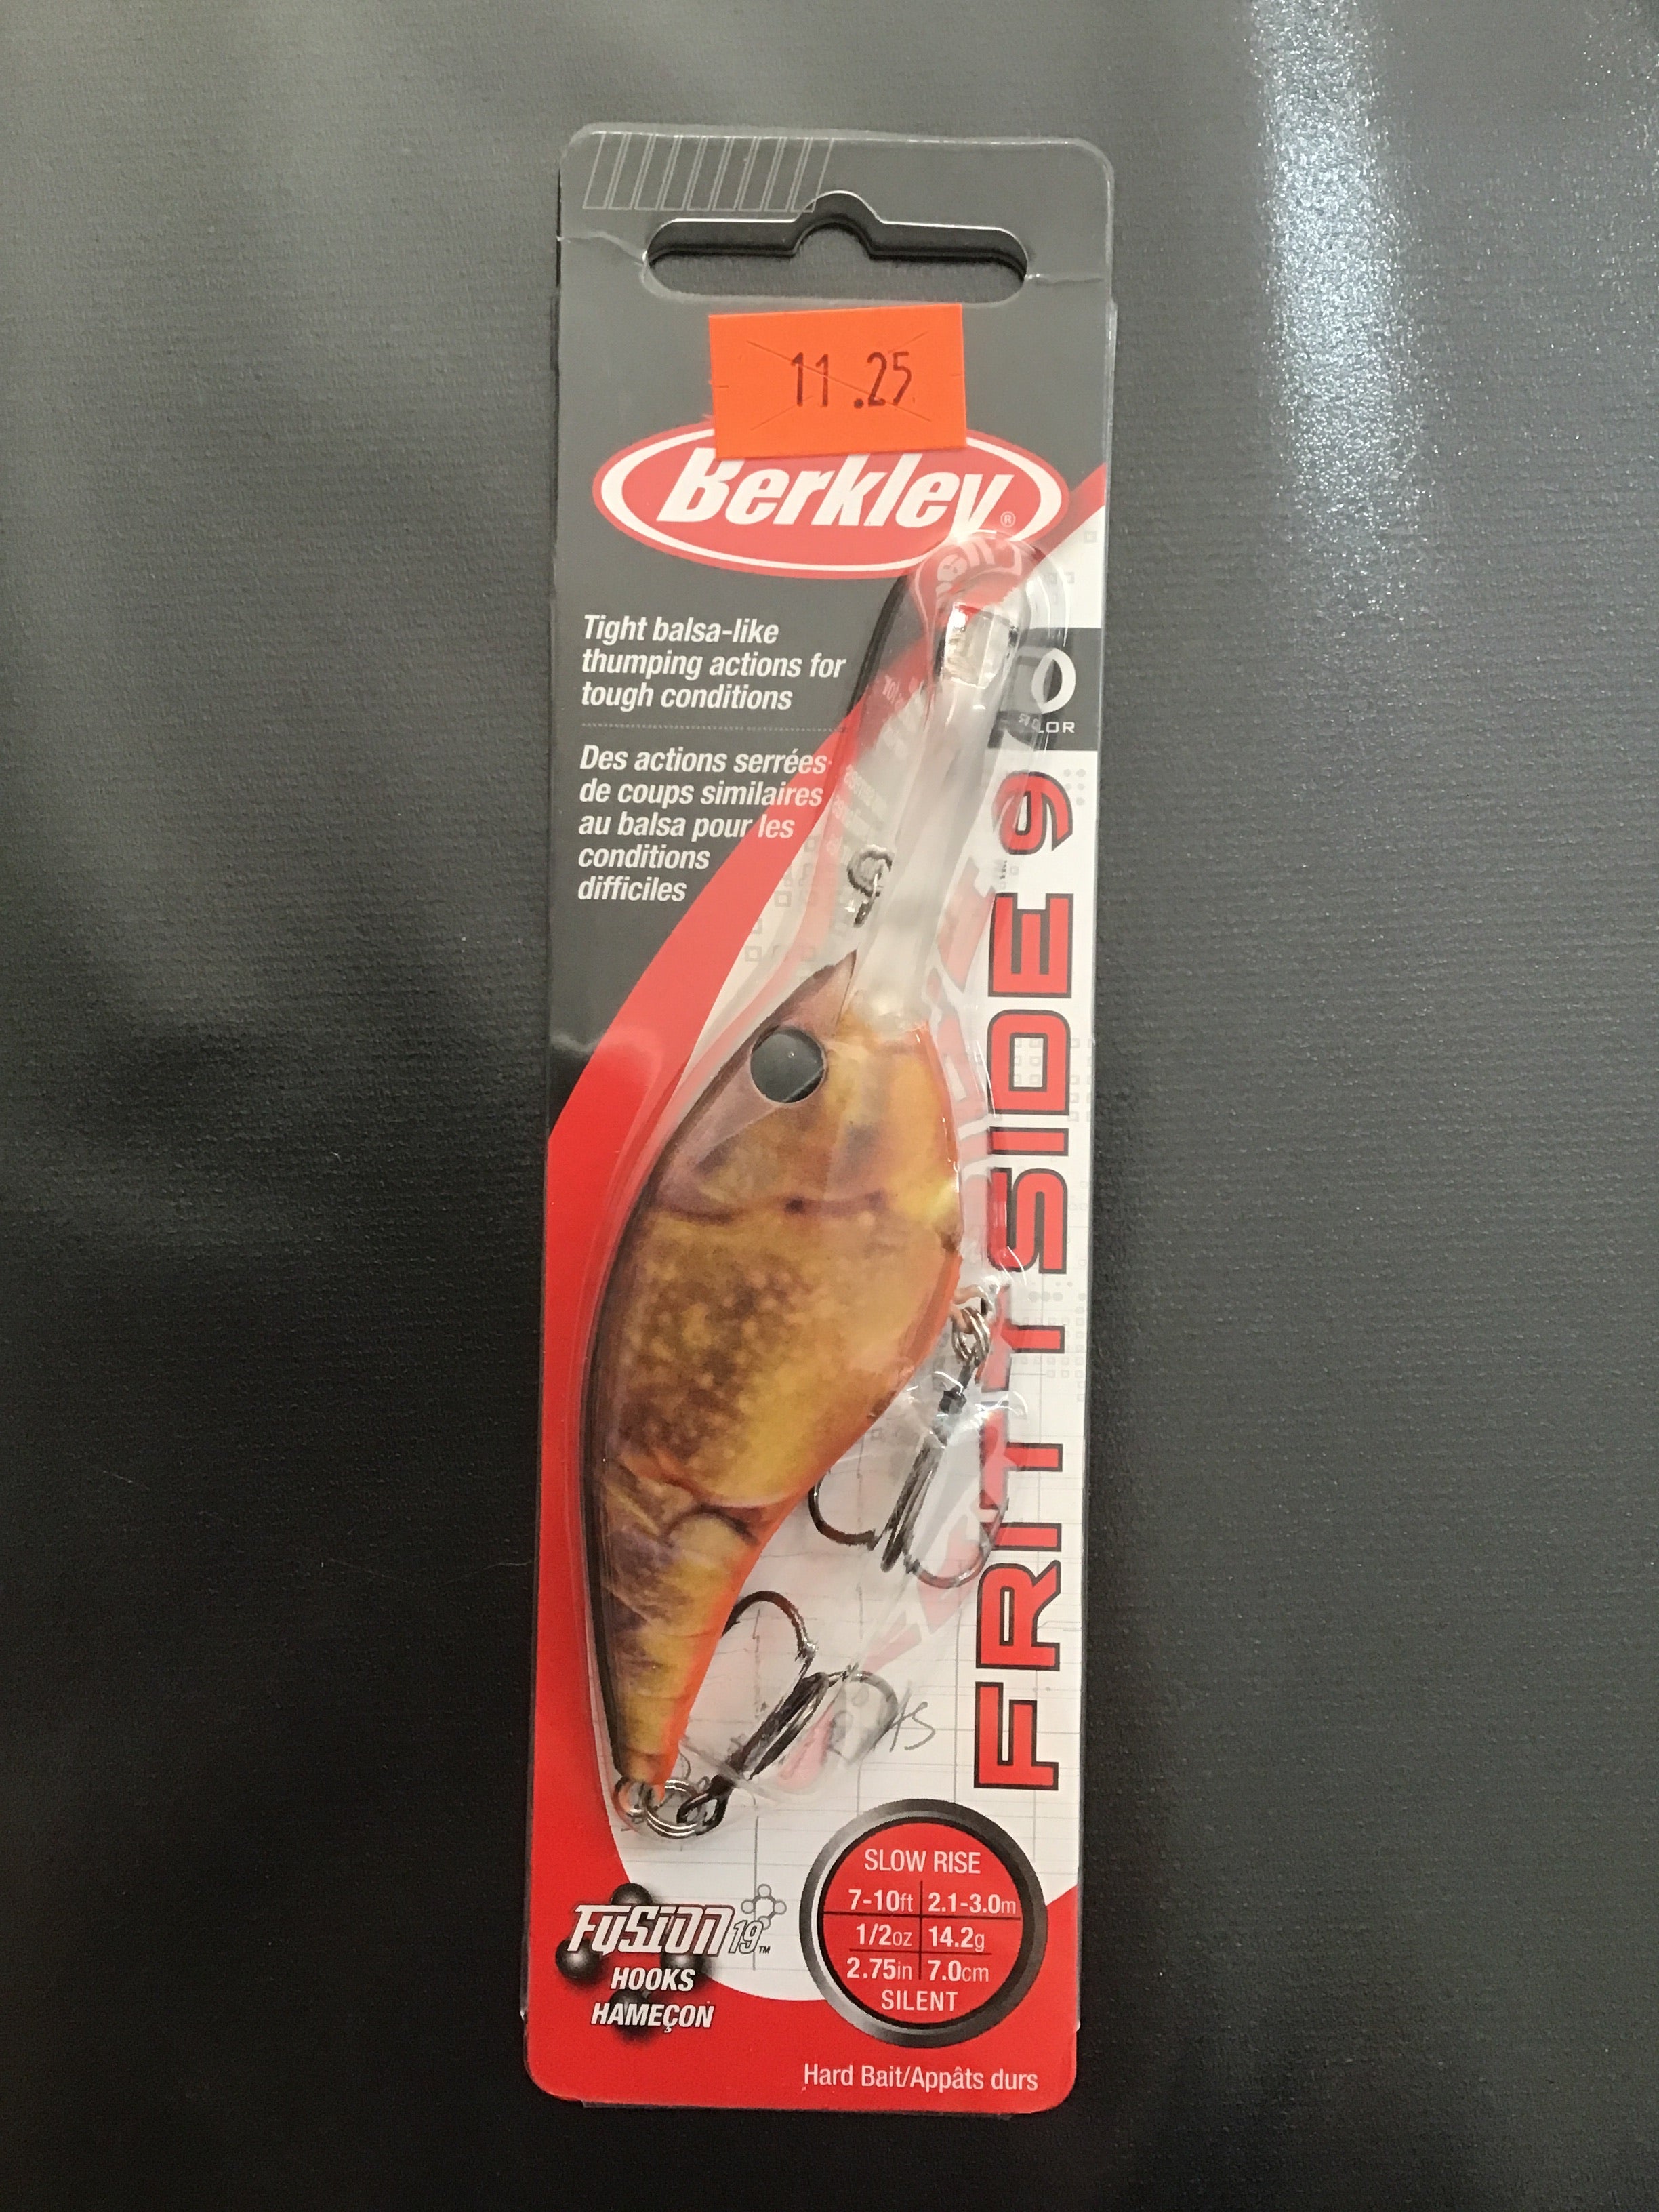 11.25
Berkley®
Tight balsa-like
thumping actions for
tough conditions
Des actions serrées
de coups similaires
au balsa pour les
conditions
difficiles
FRITTSIDE 9
FUSION19™
HOOKS
HAMEÇON
SLOW RISE
7-10ft 2.1-3.0m
1/2oz 14.2g
2.75in 7.0cm
SILENT
Hard Bait/Appâts durs